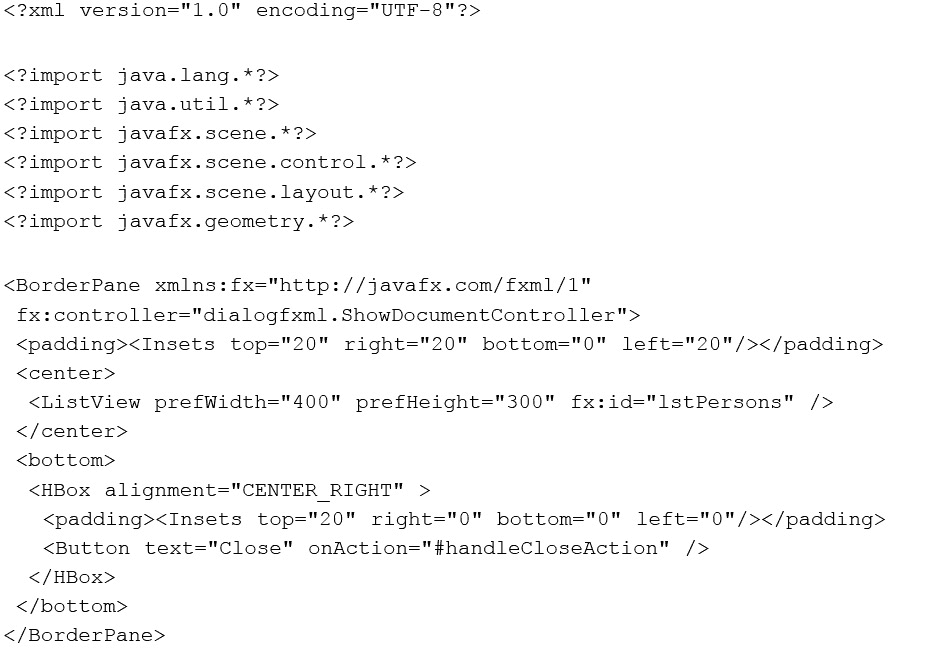 <?xml version="1.0" encoding="UTF-8"?>
<?import java.lang.*?>
<?import java.util.*?>
<?import javafx.scene.*?>
<?import javafx.scene.control.*?>
<?import javafx.scene.layout.*?>
<?import javafx.geometry.*?>
<BorderPane xmlns:fx="http://javafx.com/fxml/1"
fx:controller="dialogfxml.ShowDocumentController">
<padding><Insets top="20" right="20" bottom="0" left="20"/></padding>
<center>
<ListView prefWidth="400" prefHeight="300" fx:id="lstPersons" />
</center>
<bottom>
<HBox alignment="CENTER_RIGHT" >
<padding><Insets top="20" right="0" bottom="0" left="0"/></padding>
<Button text="Close" onAction="#handleCloseAction" />
</HBox>
</bottom>
</BorderPane>